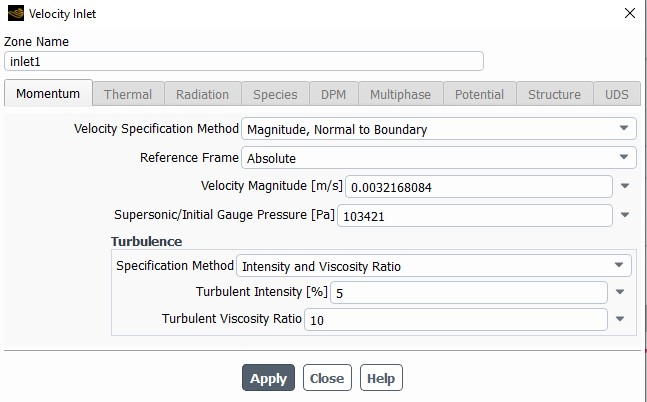 Velocity Inlet
Zone Name
inlet1
Momentum Thermal Radiation Species DPM Multiphase Potential Structure UDS
Velocity Specification Method Magnitude, Normal to Boundary
Reference Frame Absolute
Velocity Magnitude [m/s] 0.0032168084
Supersonic/Initial Gauge Pressure [Pa] 103421
Turbulence
Specification Method Intensity and Viscosity Ratio
Turbulent Intensity [%] 5
Turbulent Viscosity Ratio 10
Apply Close Help